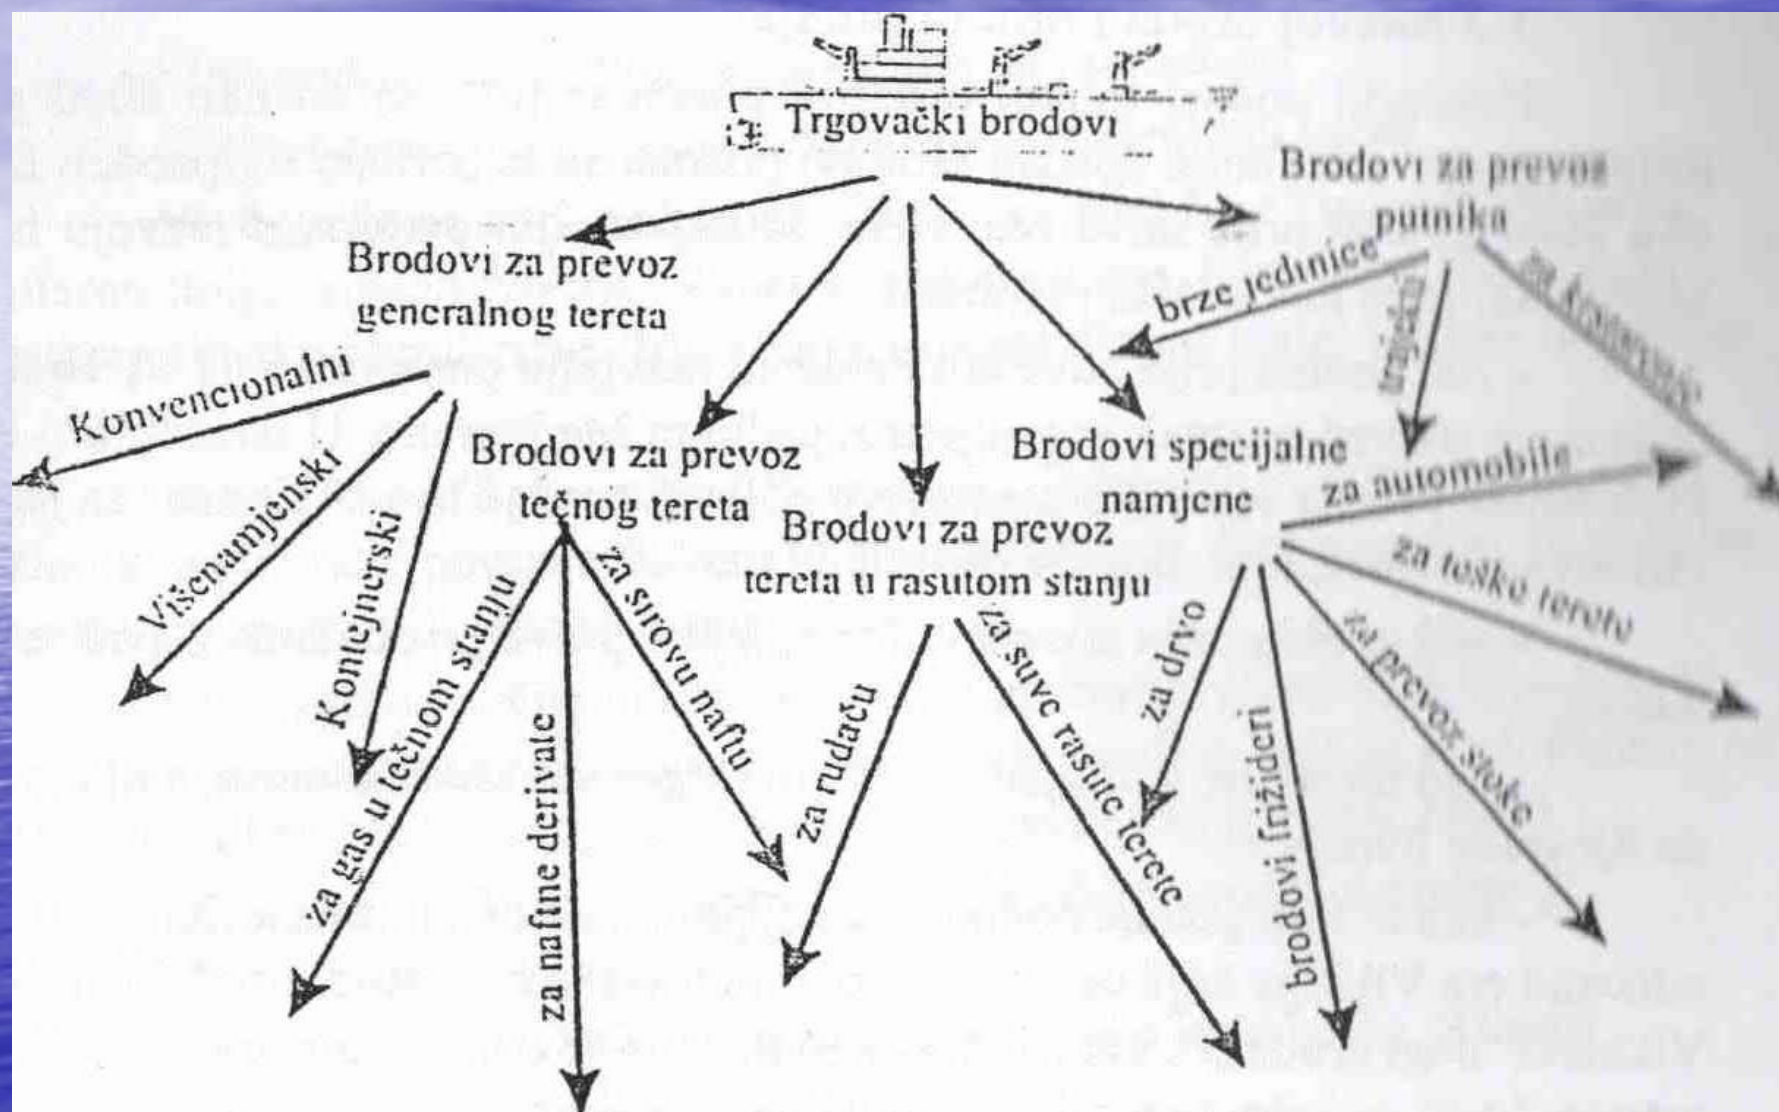 Trgovački brodovi
Brodovi za prevoz
putnika
brze jedinice
trajekti
za krstarenje
Brodovi za prevoz
generalnog tereta
Konvencionalni
Višenamjenski
Kontejnerski
Brodovi za prevoz
tečnog tereta
za gas u tečnom stanju
za naftne derivate
za sirovu naftu
Brodovi za prevoz
tereta u rasutom stanju
za rudaču
za suve rasute terete
Brodovi specijalne
namjene
za automobile
za teške terete
za prevoz stoke
brodovi frižideri
za drvo